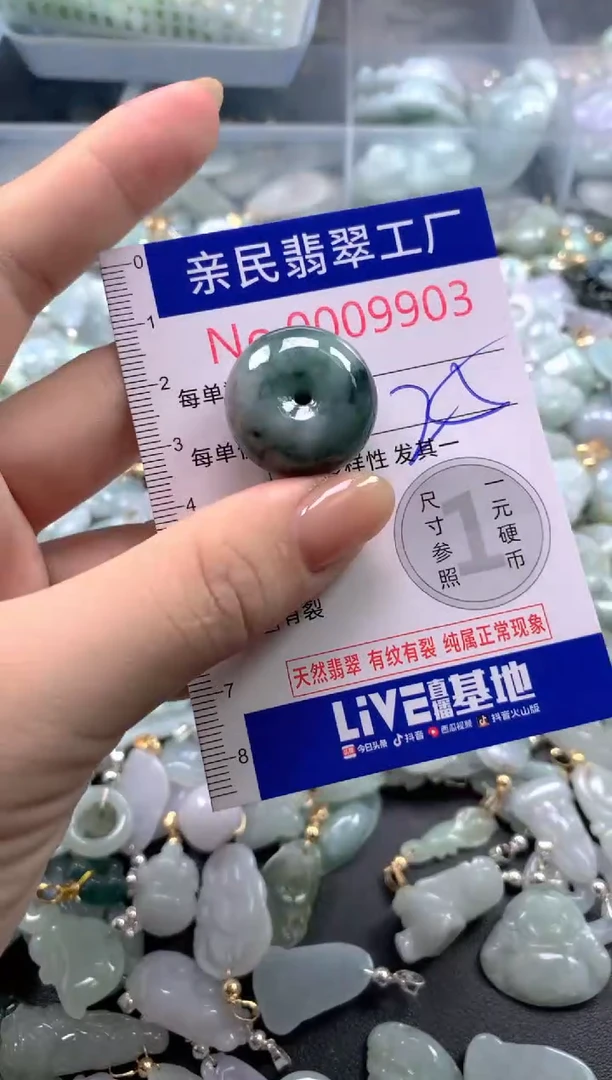 亲民翡翠工厂
No.0009903
0
1
2
3
4
7
8
每单
每单
样性 发其一
1
一元硬币
尺寸参照
有裂
天然翡翠 有纹有裂 纯属正常现象
LiVE直播基地
今日头条 抖音 西瓜视频 抖音火山版